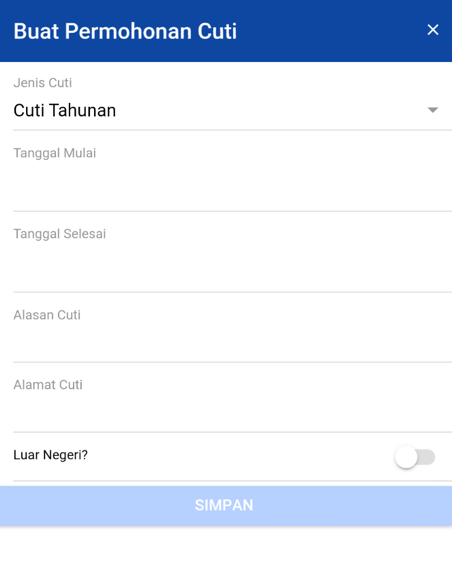 Buat Permohonan Cuti
Jenis Cuti
Cuti Tahunan
Tanggal Mulai
Tanggal Selesai
Alasan Cuti
Alamat Cuti
Luar Negeri?
SIMPAN